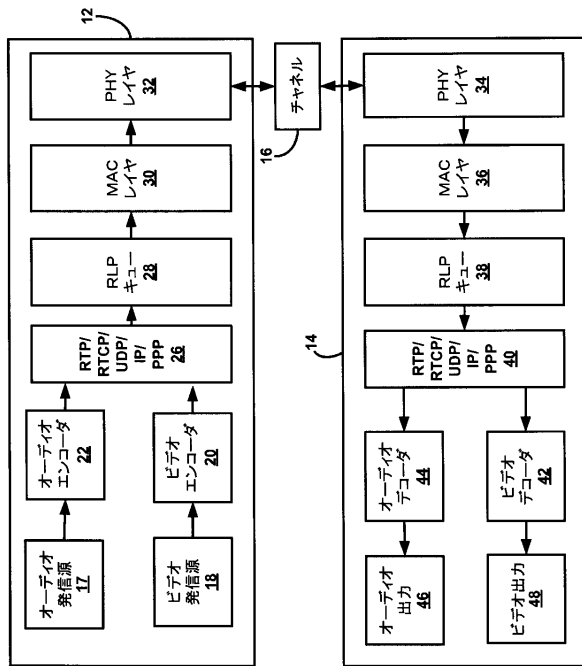 12
オーディオ
発信源
17
オーディオ
エンコーダ
22
ビデオ
発信源
18
ビデオ
エンコーダ
20
RTP/
RTCP/
UDP/
IP/
PPP
26
RLP
キュー
28
MAC
レイヤ
30
PHY
レイヤ
32
チャネル
16
14
PHY
レイヤ
34
MAC
レイヤ
36
RLP
キュー
38
RTP/
RTCP/
UDP/
IP/
PPP
40
オーディオ
デコーダ
44
ビデオ
デコーダ
42
オーディオ
出力
46
ビデオ出力
48